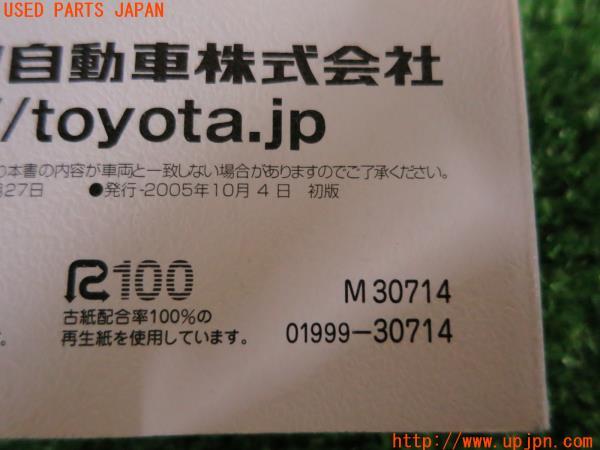 USED PARTS JAPAN
自動車株式会社
//toyota.jp
本書の内容が車両と一致しない場合がありますのでご了承ください。
27日 ●発行-2005年10月4日 初版
R100
M30714
古紙配合率100%の
再生紙を使用しています。
01999-30714
http://www.upjpn.com/